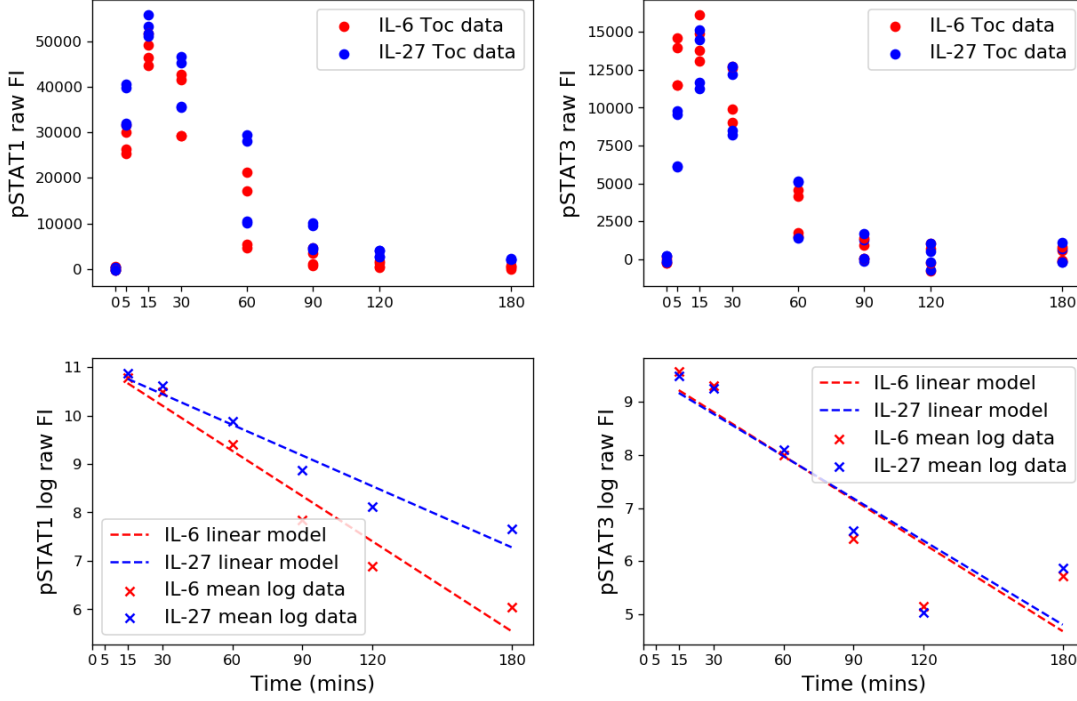 pSTAT1 raw FI
50000
40000
30000
20000
10000
0
IL-6 Toc data
IL-27 Toc data
0 5 15 30 60 90 120 180
pSTAT3 raw FI
15000
12500
10000
7500
5000
2500
0
IL-6 Toc data
IL-27 Toc data
0 5 15 30 60 90 120 180
pSTAT1 log raw FI
11
10
9
8
7
6
IL-6 linear model
IL-27 linear model
IL-6 mean log data
IL-27 mean log data
0 5 15 30 60 90 120 180
Time (mins)
pSTAT3 log raw FI
9
8
7
6
5
IL-6 linear model
IL-27 linear model
IL-6 mean log data
IL-27 mean log data
0 5 15 30 60 90 120 180
Time (mins)